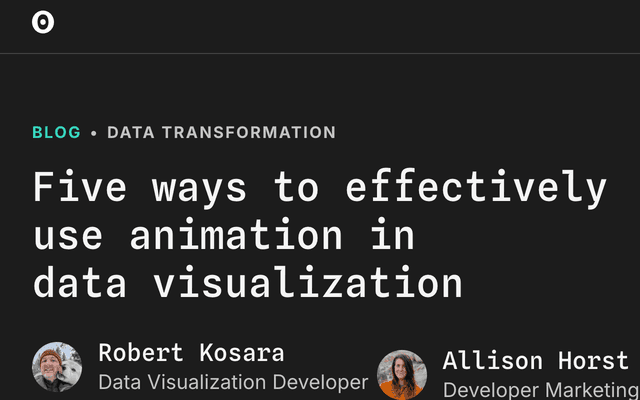 BLOG • DATA TRANSFORMATION
Five ways to effectively
use animation in
data visualization
Robert Kosara
Data Visualization Developer
Allison Horst
Developer Marketing